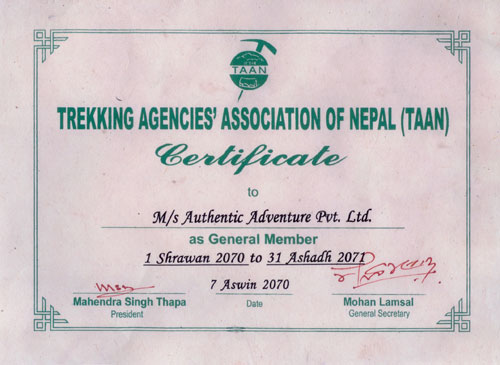 TAAN
TREKKING AGENCIES' ASSOCIATION OF NEPAL (TAAN)
Certificate
to
M/s Authentic Adventure Pvt. Ltd.
as General Member
1 Shrawan 2070 to 31 Ashadh 2071
7 Aswin 2070
Mahendra Singh Thapa
President
Date
Mohan Lamsal
General Secretary